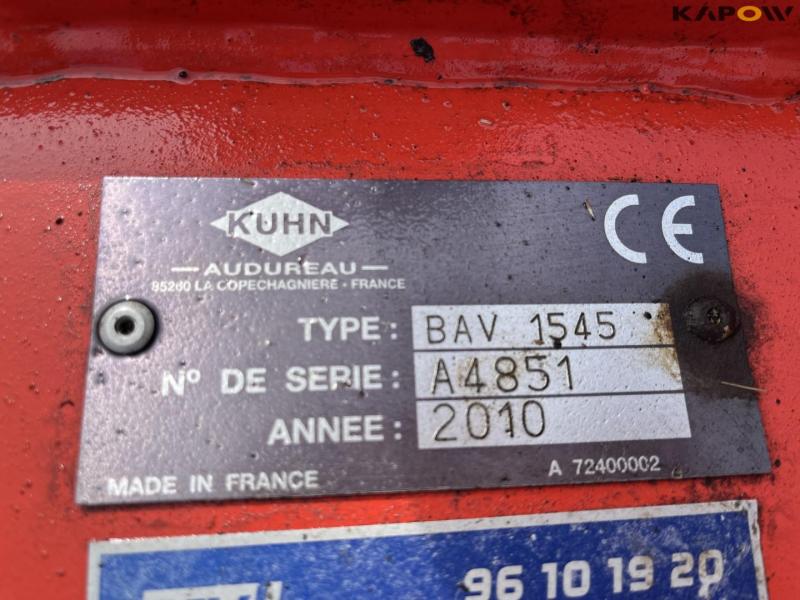 KAPOW
KUHN
CE
AUDUREAU
85260 LA COPECHAGNIERE - FRANCE
TYPE: BAV 1545
Nº DE SERIE: A4851
ANNEE: 2010
MADE IN FRANCE
A 72400002
96 10 19 20